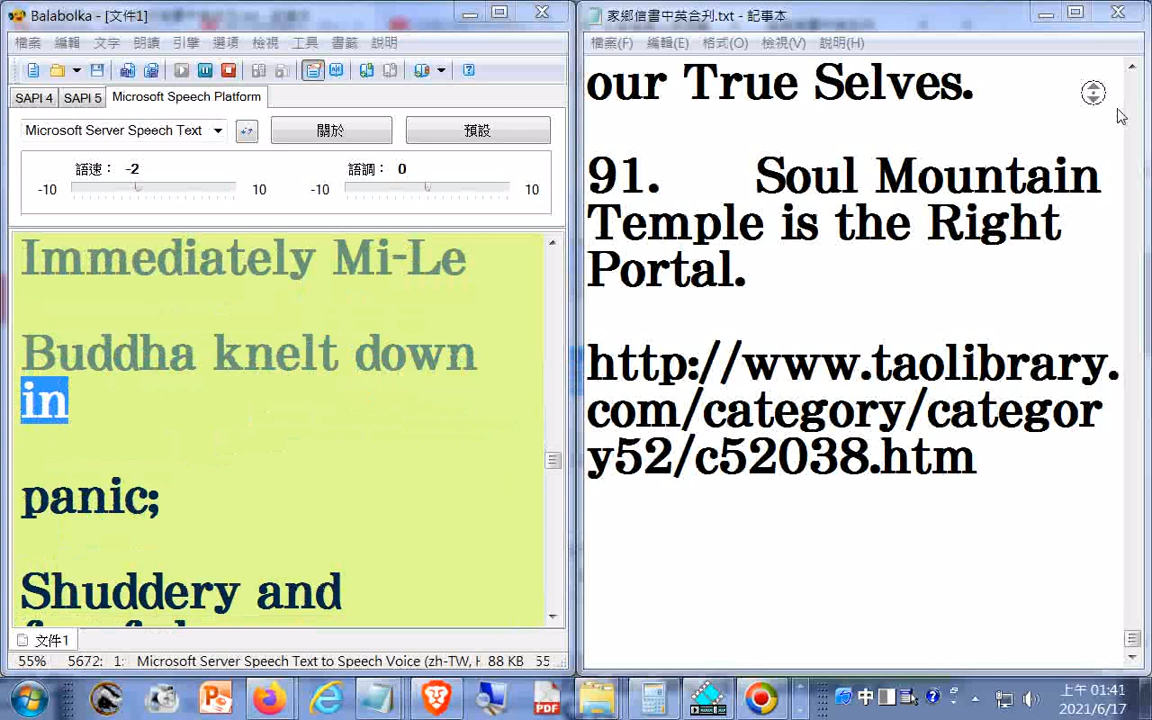 Balabolka - [文件1]
檔案 編輯 文字 朗讀 引擎 選項 檢視 工具 書籤 說明
SAPI 4 SAPI 5 Microsoft Speech Platform
Microsoft Server Speech Text 關於 預設
語速： -2 語調： 0
-10 10 -10 10
Immediately Mi-Le
Buddha knelt down
in
panic;
Shuddery and
文件1
55% 5672: 1: Microsoft Server Speech Text to Speech Voice (zh-TW, H 88 KB 55
家鄉信書中英合刋.txt - 記事本
檔案(F) 編輯(E) 格式(O) 檢視(V) 說明(H)
our True Selves.
91. Soul Mountain
Temple is the Right
Portal.
http://www.taolibrary.
com/category/categor
y52/c52038.htm
中
上午 01:41
2021/6/17